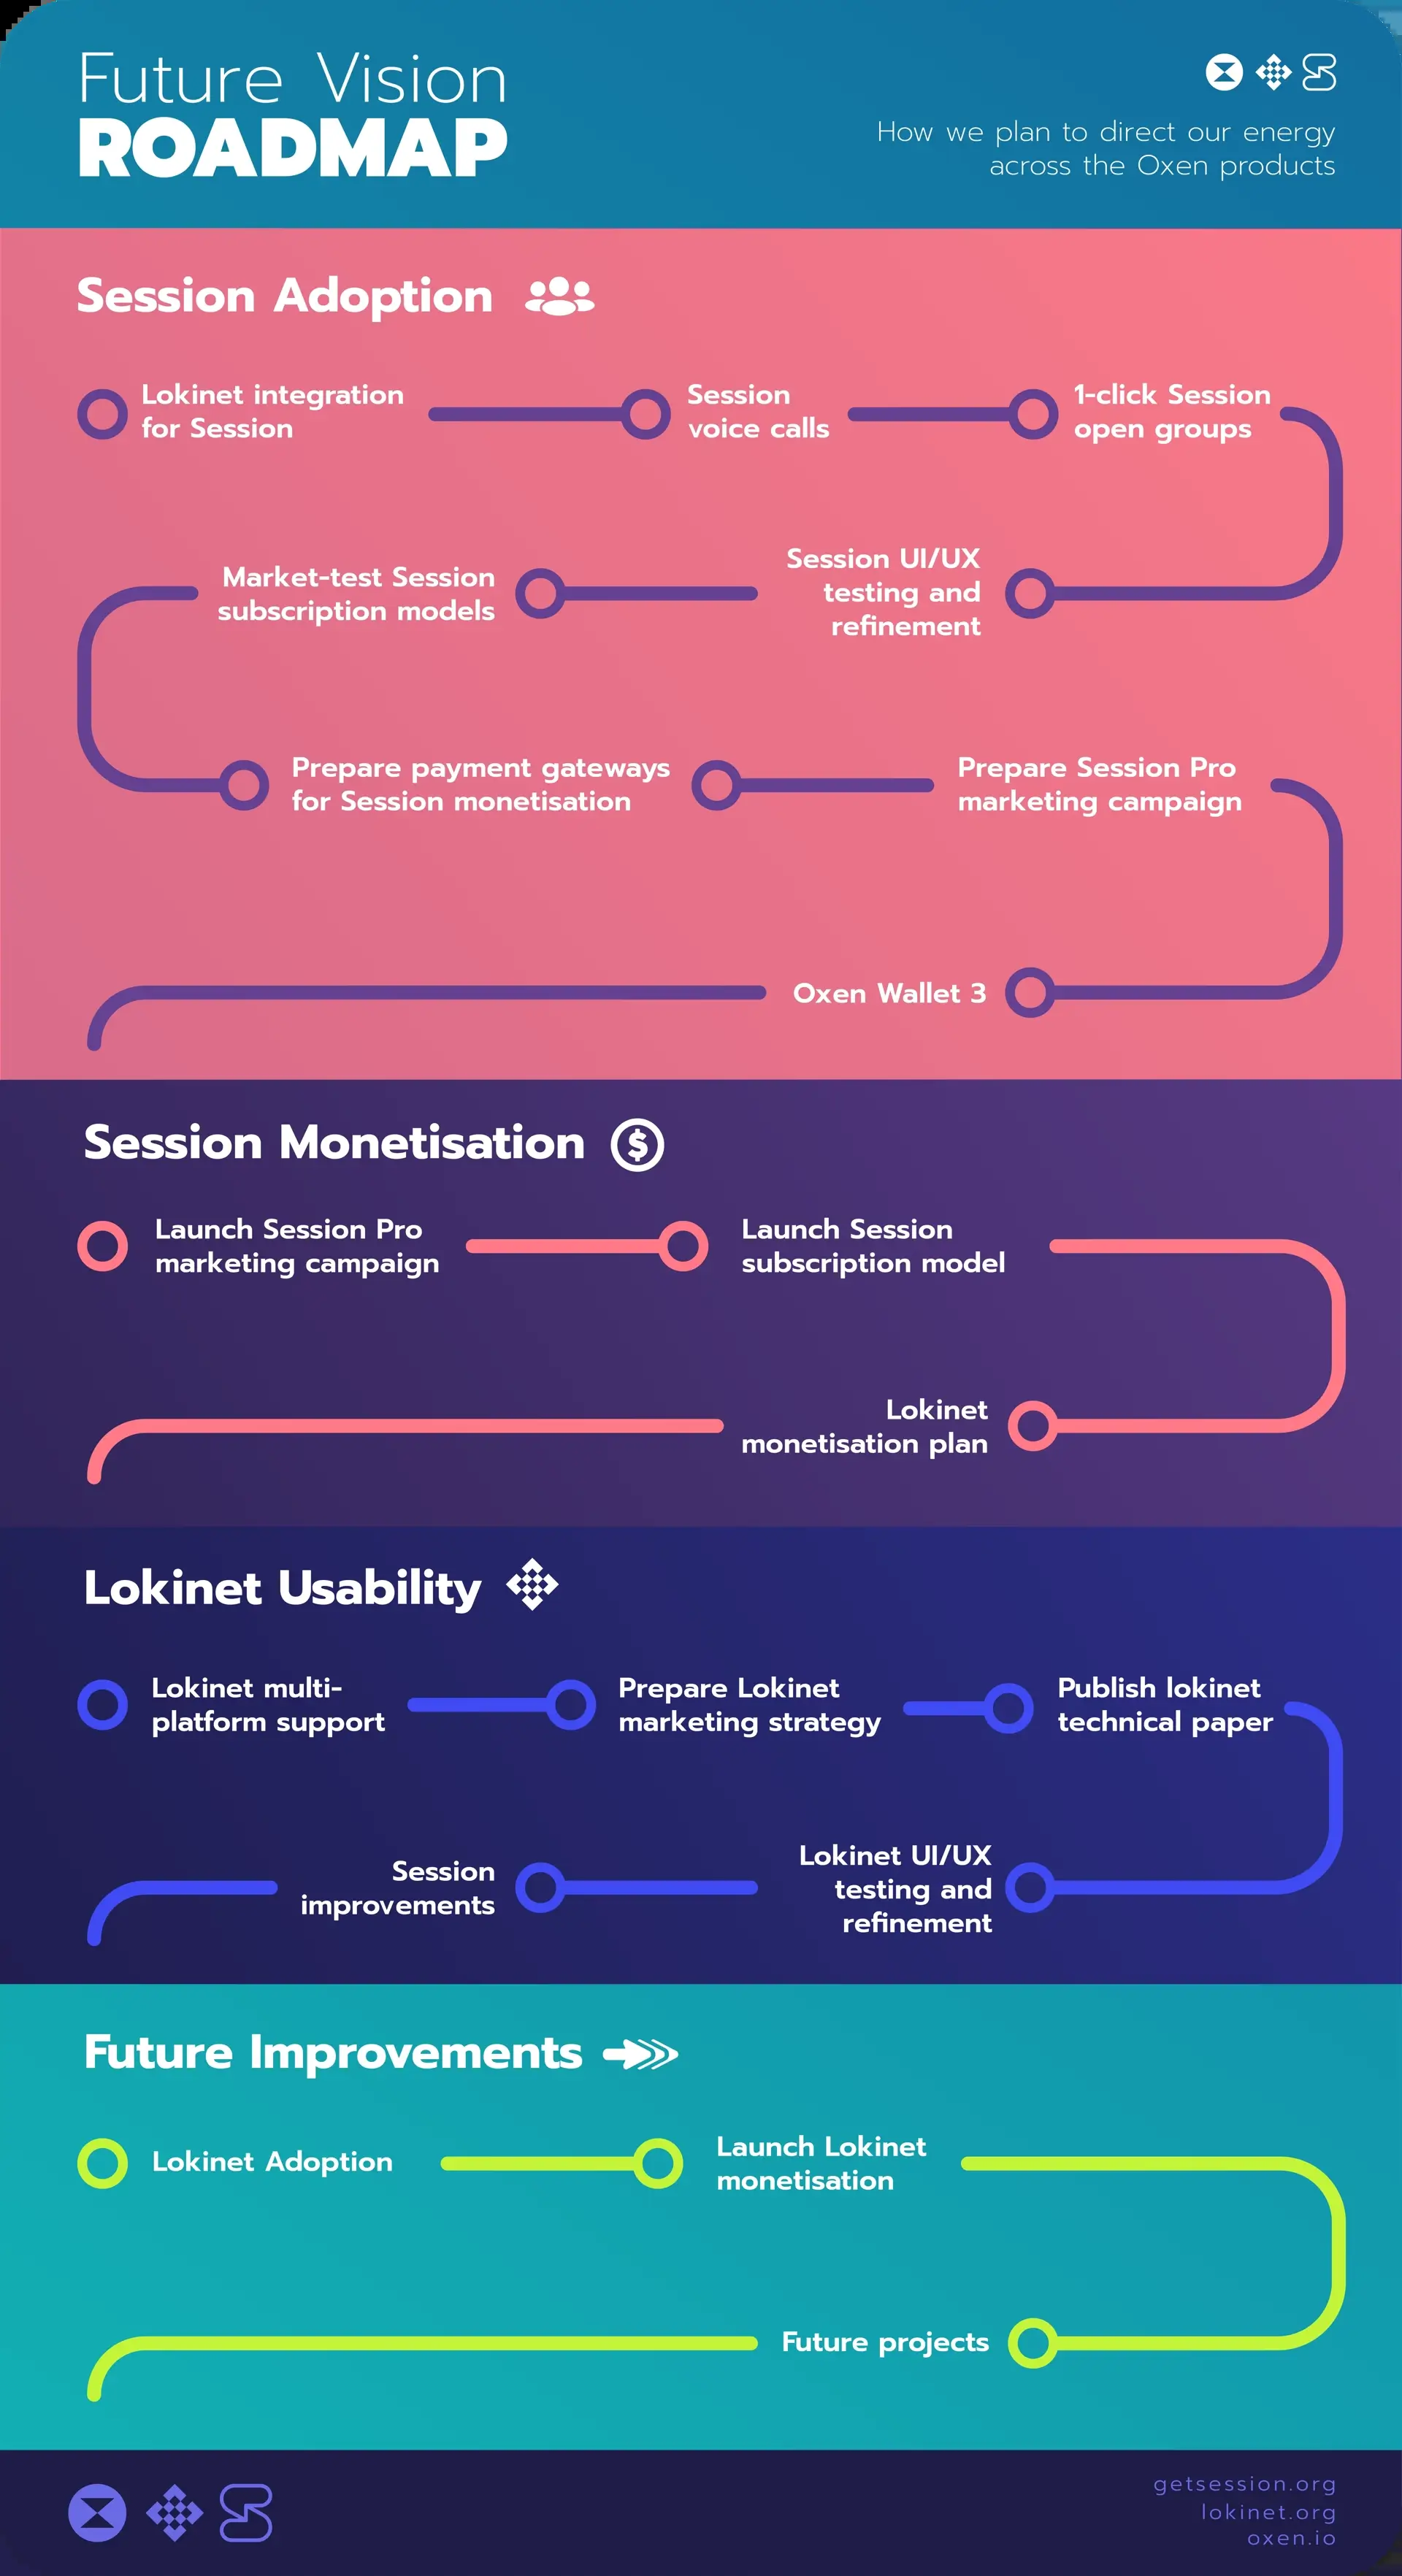 Future Vision
ROADMAP
How we plan to direct our energy
across the Oxen products
Session Adoption
Lokinet integration
for Session
Session
voice calls
1-click Session
open groups
Session UI/UX
testing and
refinement
Market-test Session
subscription models
Prepare payment gateways
for Session monetisation
Prepare Session Pro
marketing campaign
Oxen Wallet 3
Session Monetisation
Launch Session Pro
marketing campaign
Launch Session
subscription model
Lokinet
monetisation plan
Lokinet Usability
Lokinet multi-
platform support
Prepare Lokinet
marketing strategy
Publish lokinet
technical paper
Lokinet UI/UX
testing and
refinement
Session
improvements
Future Improvements
Lokinet Adoption
Launch Lokinet
monetisation
Future projects
getsession.org
lokinet.org
oxen.io